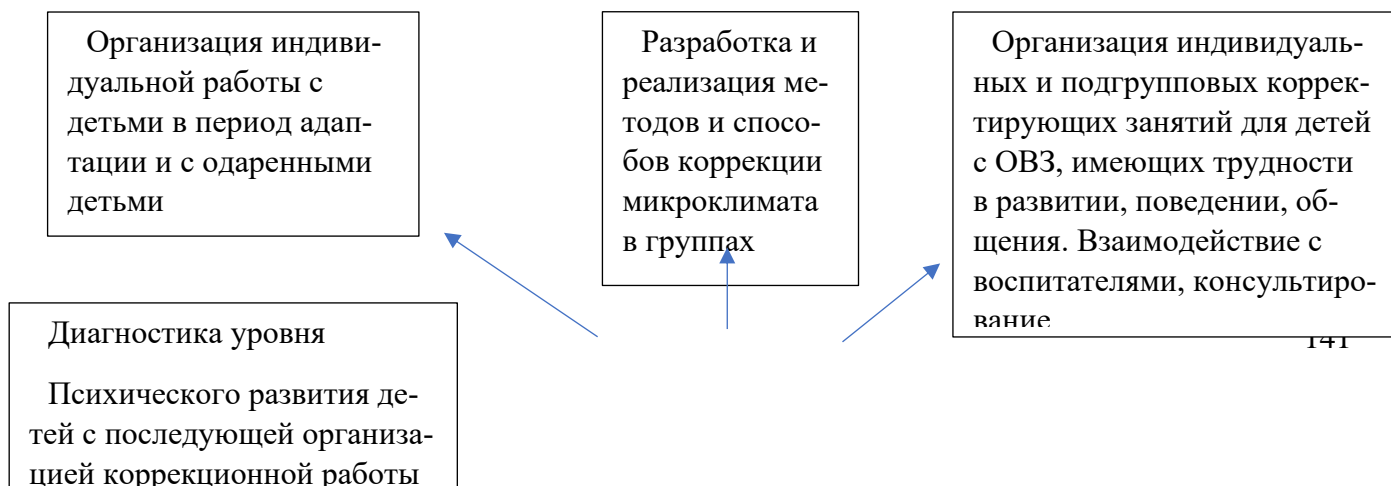 Организация индиви-
дуальной работы с
детьми в период адап-
тации и с одаренными
детьми
Разработка и
реализация ме-
тодов и спосо-
бов коррекции
микроклимата
в группах
Организация индивидуаль-
ных и подгрупповых коррек-
тирующих занятий для детей
с ОВЗ, имеющих трудности
в развитии, поведении, об-
щения. Взаимодействие с
воспитателями, консультиро-
вание
141
Диагностика уровня
Психического развития де-
тей с последующей организа-
цией коррекционной работы